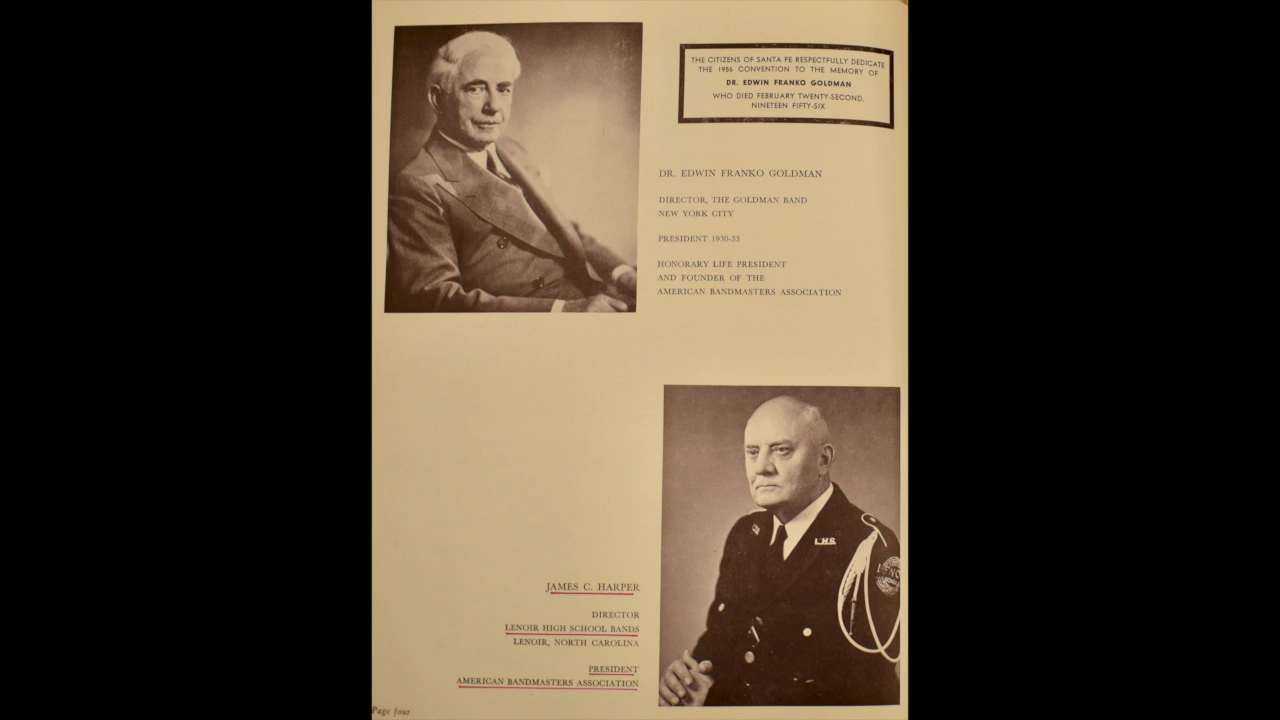 THE CITIZENS OF SANTA FE RESPECTFULLY DEDICATE
THE 1956 CONVENTION TO THE MEMORY OF
DR. EDWIN FRANKO GOLDMAN
WHO DIED FEBRUARY TWENTY-SECOND,
NINETEEN FIFTY-SIX
DR. EDWIN FRANKO GOLDMAN
DIRECTOR, THE GOLDMAN BAND
NEW YORK CITY
PRESIDENT 1930-33
HONORARY LIFE PRESIDENT
AND FOUNDER OF THE
AMERICAN BANDMASTERS ASSOCIATION
L.H.S.
JAMES C. HARPER
DIRECTOR
LENOIR HIGH SCHOOL BANDS
LENOIR, NORTH CAROLINA
PRESIDENT
AMERICAN BANDMASTERS ASSOCIATION
Page four